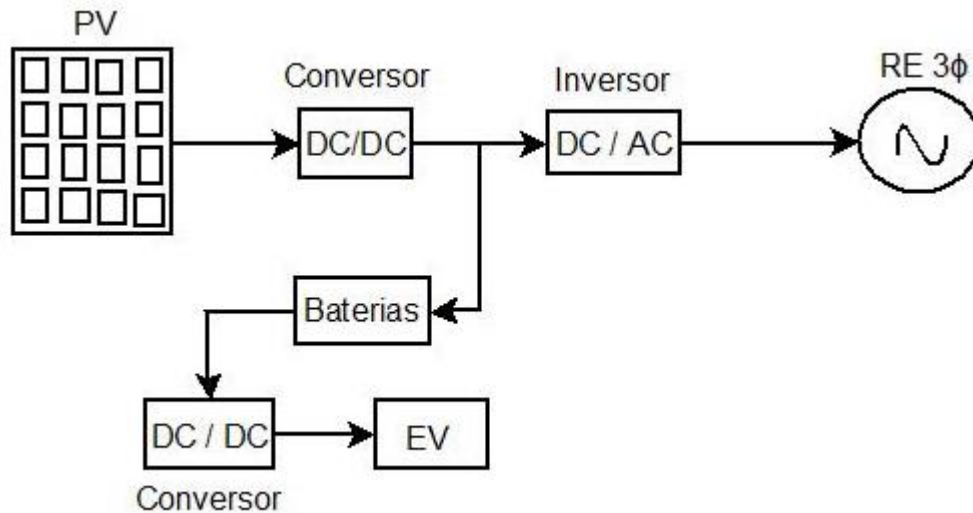 PV
Conversor
Inversor
RE 3ϕ
DC/DC
DC / AC
Baterias
DC / DC
EV
Conversor